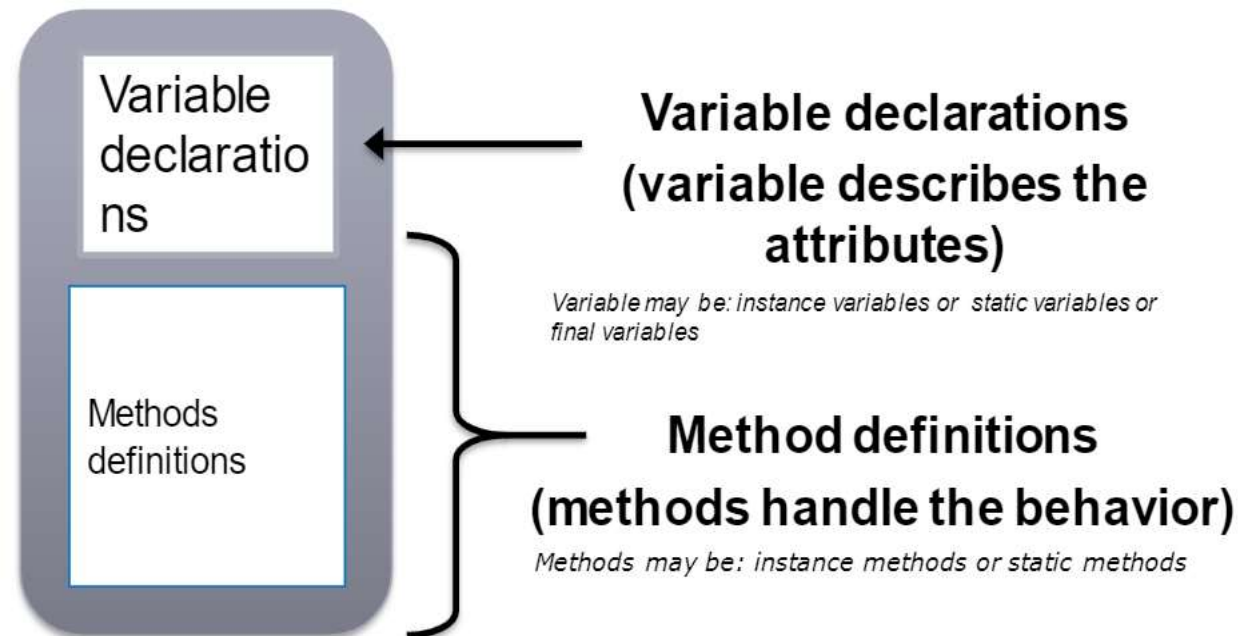 Variable
declaratio
ns
Methods
definitions
Variable declarations
(variable describes the
attributes)
Variable may be: instance variables or static variables or
final variables
Method definitions
(methods handle the behavior)
Methods may be: instance methods or static methods